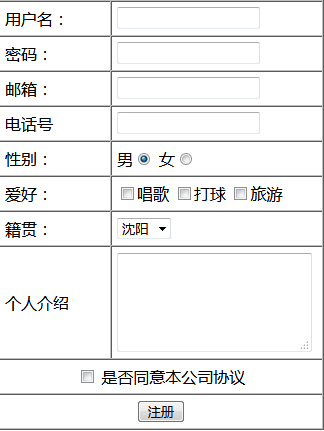 用户名：
密码：
邮箱：
电话号
性别： 男 女
爱好： 唱歌 打球 旅游
籍贯： 沈阳
个人介绍
是否同意本公司协议
注册